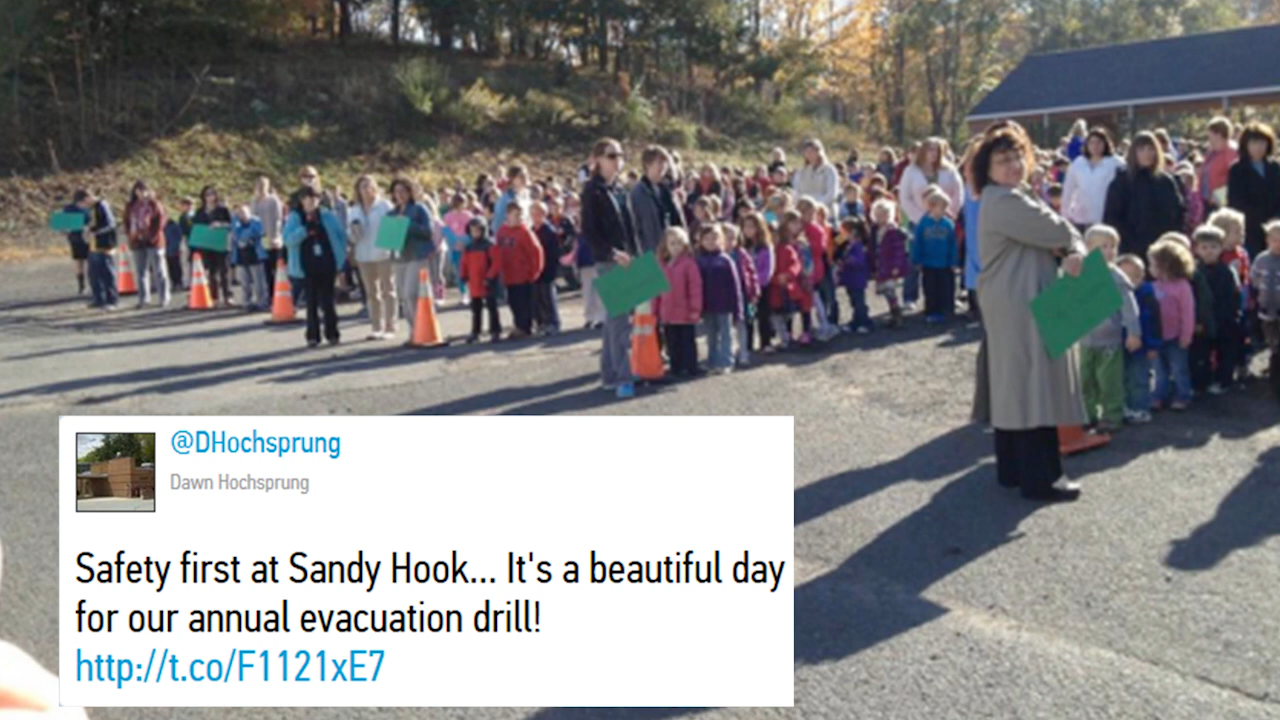 @DHochsprung
Dawn Hochsprung
Safety first at Sandy Hook... It's a beautiful day
for our annual evacuation drill!
http://t.co/F1121xE7